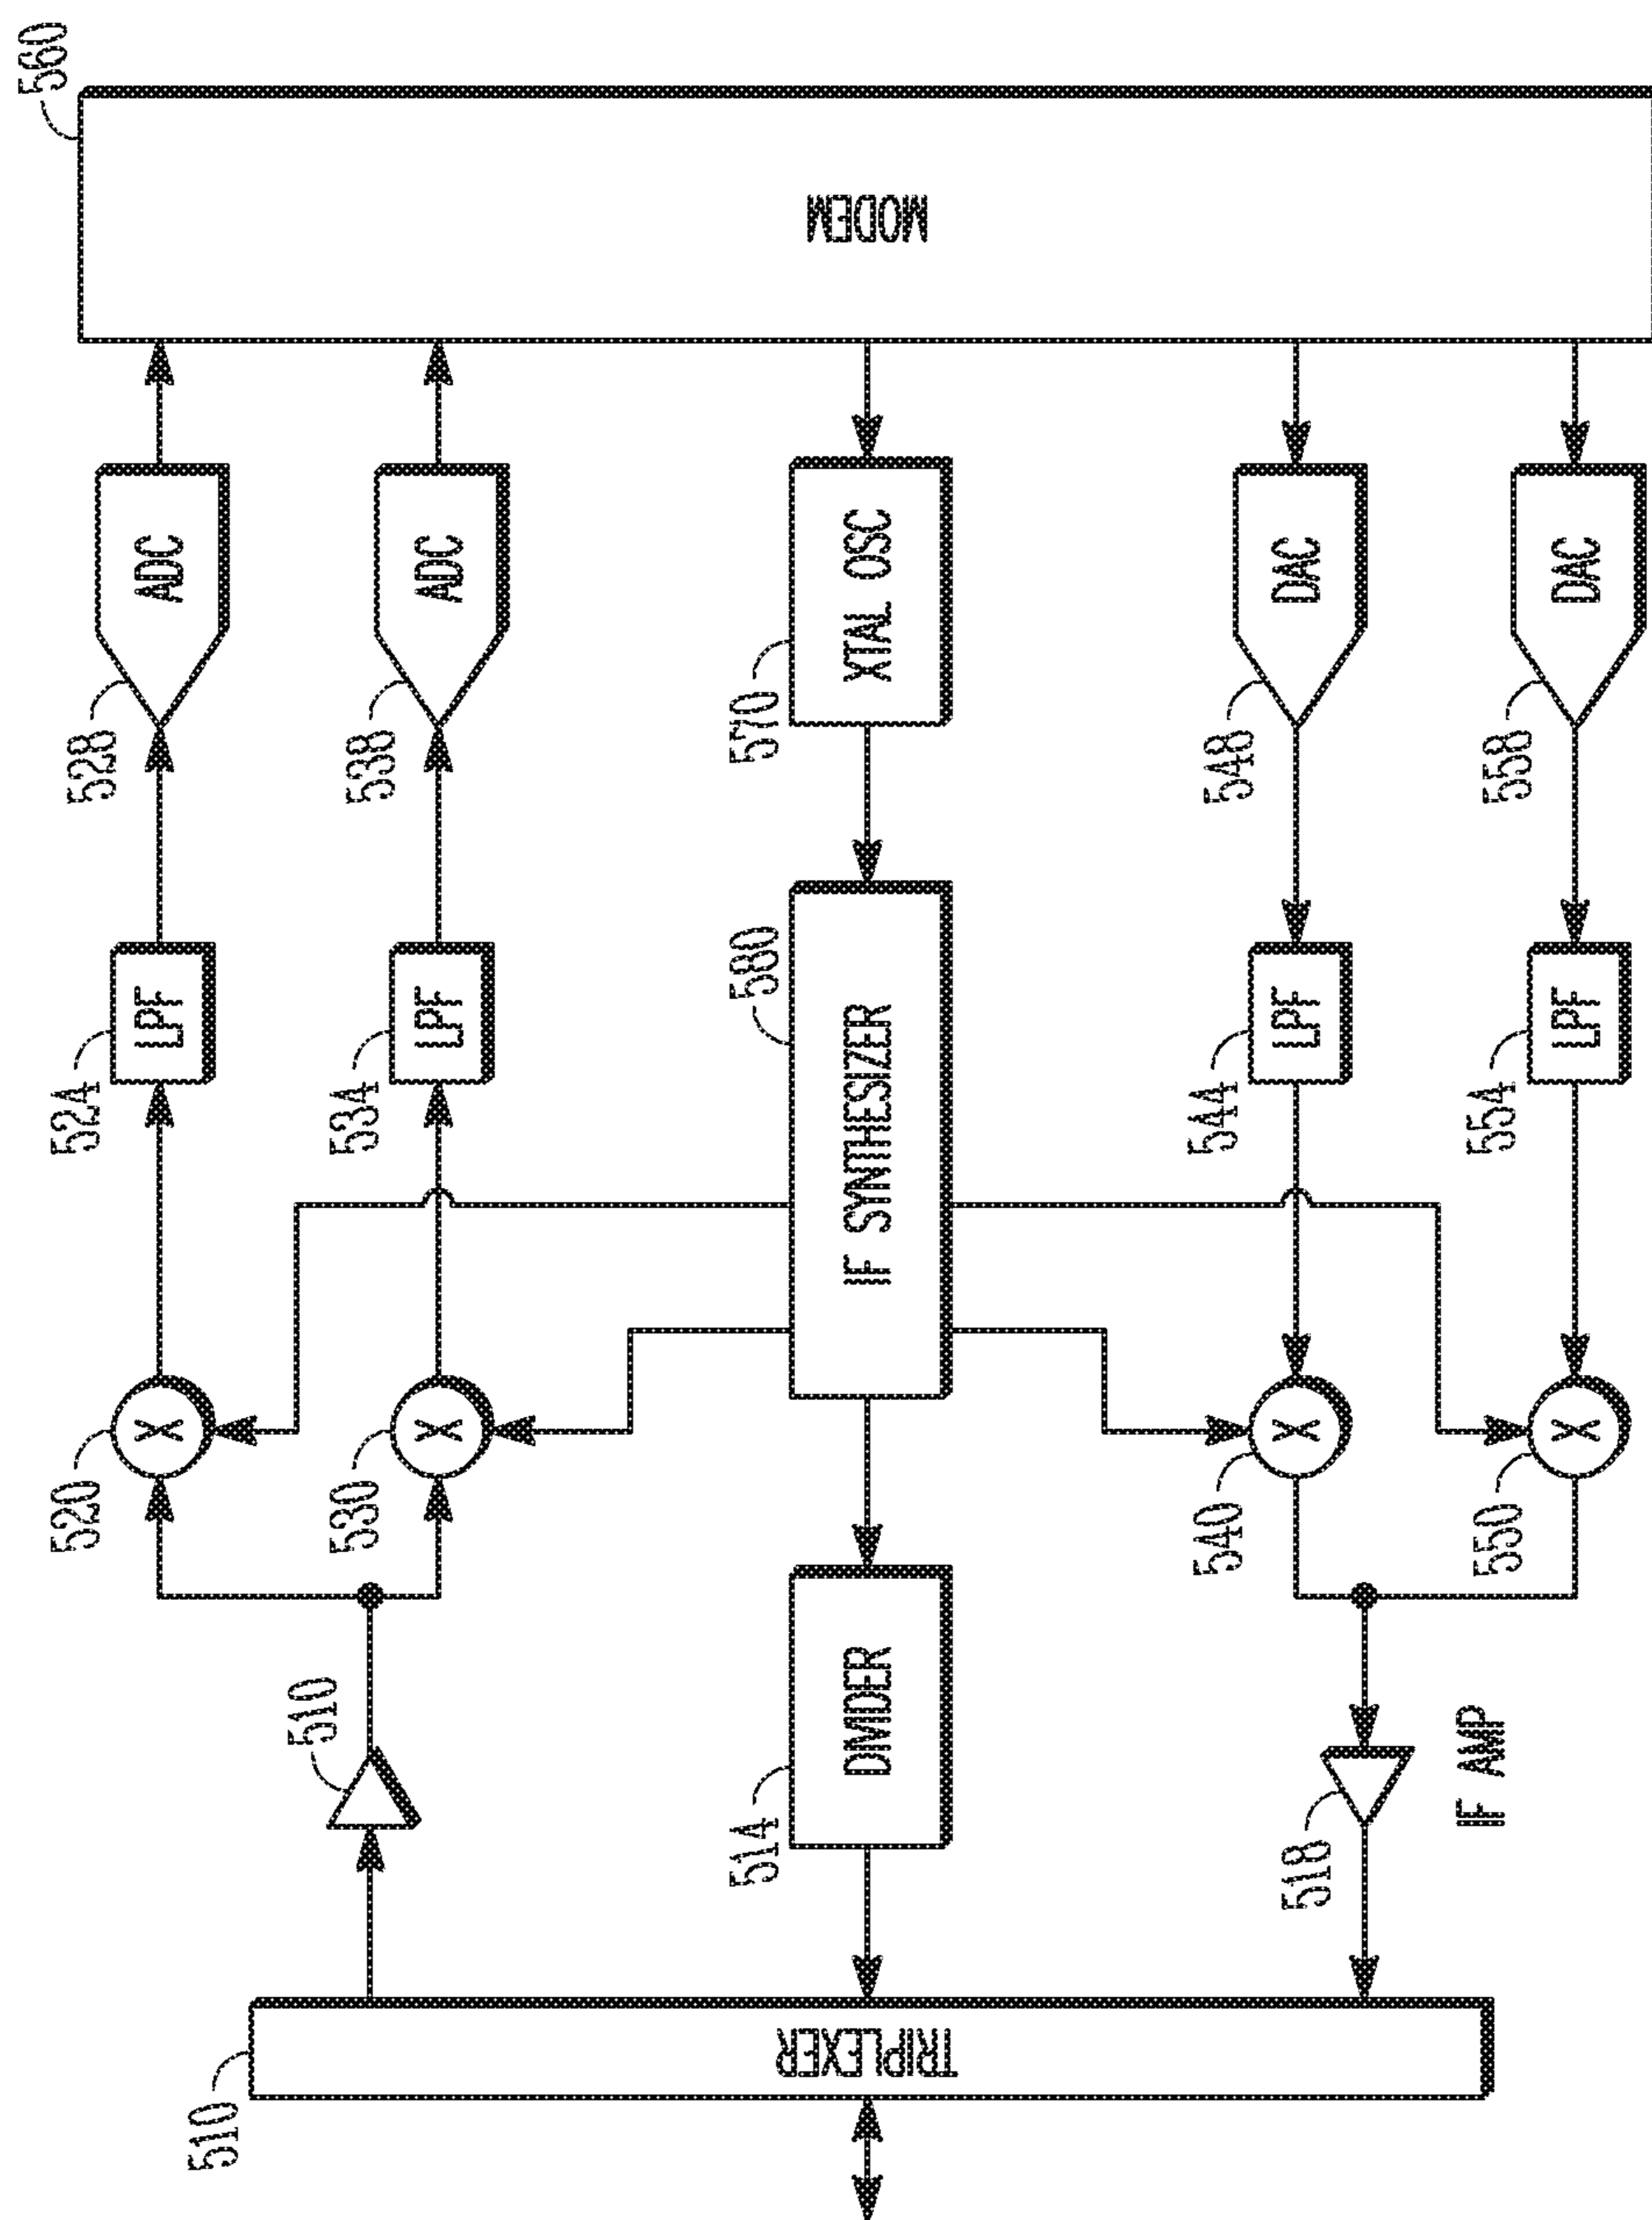 560
MODEM
ADC
528
ADC
538
XTAL OSC
570
DAC
548
DAC
558
LPF
524
LPF
534
IF SYNTHESIZER
580
LPF
544
LPF
554
X
520
X
530
X
540
X
550
510
DIVIDER
514
518
IF AMP
TRIPLEXER
510